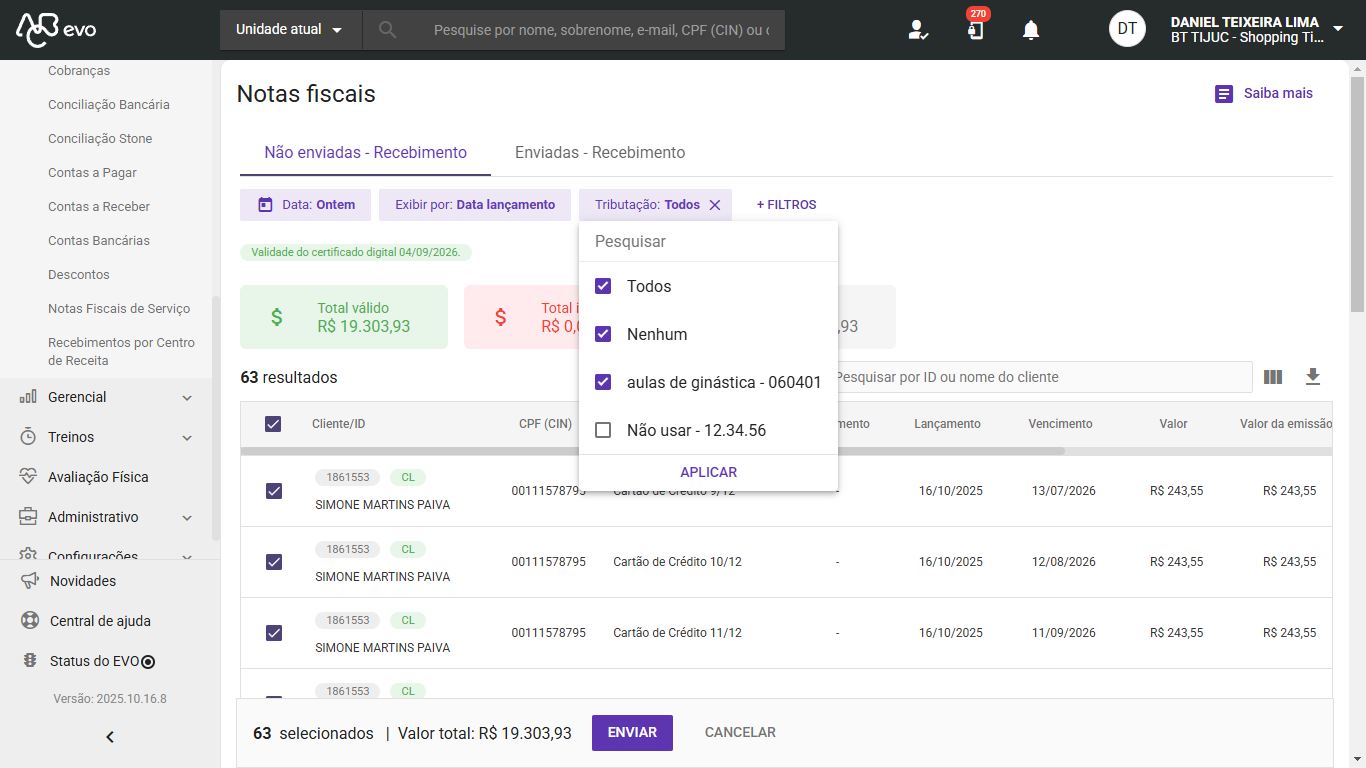 evo
Unidade atual
Pesquise por nome, sobrenome, e-mail, CPF (CIN) ou c
270
DT
DANIEL TEIXEIRA LIMA
BT TIJUC - Shopping Ti...
Cobranças
Conciliação Bancária
Conciliação Stone
Contas a Pagar
Contas a Receber
Contas Bancárias
Descontos
Notas Fiscais de Serviço
Recebimentos por Centro
de Receita
Gerencial
Treinos
Avaliação Física
Administrativo
Configurações
Novidades
Central de ajuda
Status do EVO
Versão: 2025.10.16.8
Notas fiscais
Saiba mais
Não enviadas - Recebimento
Enviadas - Recebimento
Data: Ontem
Exibir por: Data lançamento
Tributação: Todos
+ FILTROS
Validade do certificado digital 04/09/2026.
Pesquisar
Todos
Nenhum
aulas de ginástica - 060401
Não usar - 12.34.56
APLICAR
Total válido
R$ 19.303,93
Total i
R$ 0,0
,93
63 resultados
Pesquisar por ID ou nome do cliente
Cliente/ID CPF (CIN) mento Lançamento Vencimento Valor Valor da emissão
1861553 CL
SIMONE MARTINS PAIVA
00111578795 Cartão de Crédito 9/12 - 16/10/2025 13/07/2026 R$ 243,55 R$ 243,55
1861553 CL
SIMONE MARTINS PAIVA
00111578795 Cartão de Crédito 10/12 - 16/10/2025 12/08/2026 R$ 243,55 R$ 243,55
1861553 CL
SIMONE MARTINS PAIVA
00111578795 Cartão de Crédito 11/12 - 16/10/2025 11/09/2026 R$ 243,55 R$ 243,55
1861553 CL
63 selecionados | Valor total: R$ 19.303,93
ENVIAR
CANCELAR